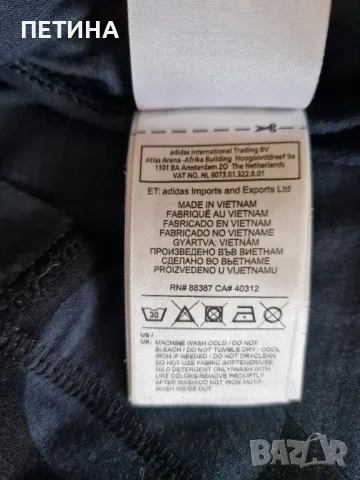 ПЕТИНА
adidas International Trading BV
Atlas Arena -Afrika Building Hoogoorddreef 9a
1101 BA Amsterdam ZO The Netherlands
VAT NO. NL 8073.01.322.B.01
ET: adidas Imports and Exports Ltd
MADE IN VIETNAM
FABRIQUÉ AU VIETNAM
FABRICADO EN VIETNAM
FABRICADO NO VIETNAME
GYÁRTVA: VIETNAM
ПРОИЗВЕДЕНО ВЪВ ВИЕТНАМ
СДЕЛАНО ВО ВЬЕТНАМЕ
PROIZVEDENO U VIJETNAMU
RN# 88387 CA# 40312
30
US /
UK: MACHINE WASH COLD / DO NOT
BLEACH / DO NOT TUMBLE DRY / COOL
IRON IF NEEDED / DO NOT DRYCLEAN
DO NOT USE FABRIC SOFTENER/USE
MILD DETERGENT ONLY/WASH WITH
LIKE COLORS/REMOVE PROMPTLY
AFTER WASH/DO NOT IRON MOTIF/WASH
INSIDE OUT
BAZAR
bg